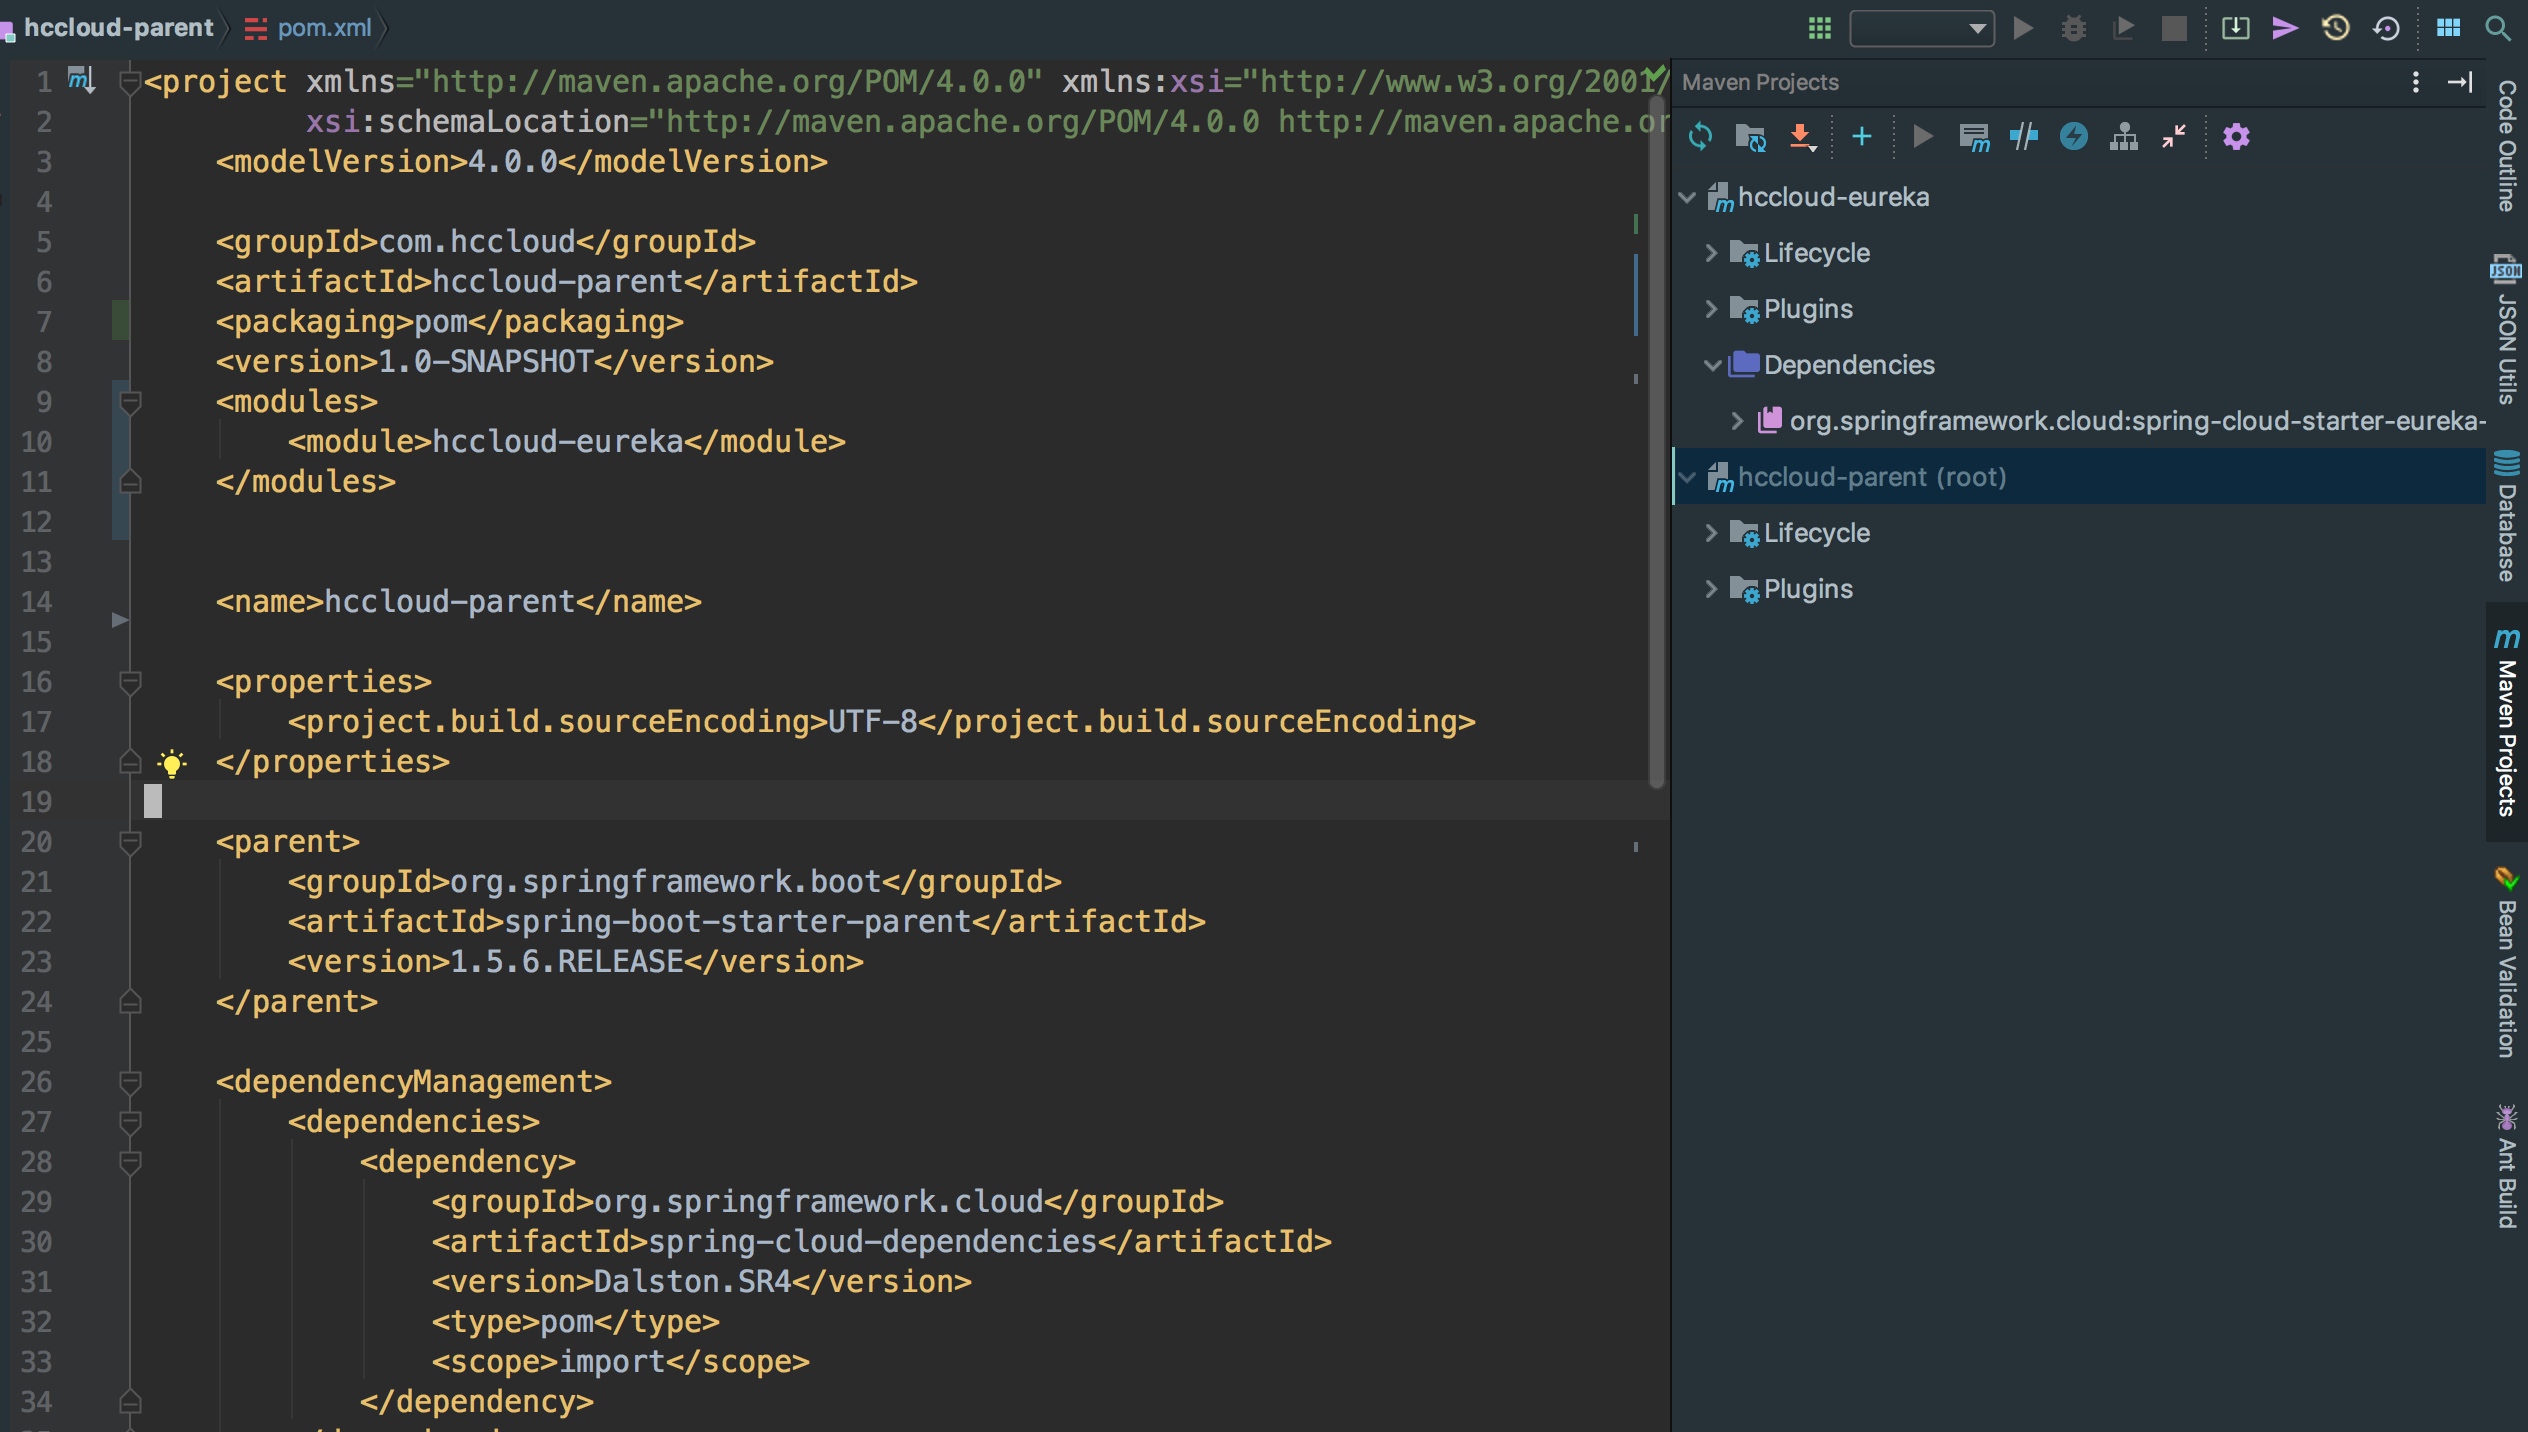 hccloud-parent pom.xml
1 <project xmlns="http://maven.apache.org/POM/4.0.0" xmlns:xsi="http://www.w3.org/2001/
2 xsi:schemaLocation="http://maven.apache.org/POM/4.0.0 http://maven.apache.or
3 <modelVersion>4.0.0</modelVersion>
4
5 <groupId>com.hccloud</groupId>
6 <artifactId>hccloud-parent</artifactId>
7 <packaging>pom</packaging>
8 <version>1.0-SNAPSHOT</version>
9 <modules>
10 <module>hccloud-eureka</module>
11 </modules>
12
13
14 <name>hccloud-parent</name>
15
16 <properties>
17 <project.build.sourceEncoding>UTF-8</project.build.sourceEncoding>
18 </properties>
19
20 <parent>
21 <groupId>org.springframework.boot</groupId>
22 <artifactId>spring-boot-starter-parent</artifactId>
23 <version>1.5.6.RELEASE</version>
24 </parent>
25
26 <dependencyManagement>
27 <dependencies>
28 <dependency>
29 <groupId>org.springframework.cloud</groupId>
30 <artifactId>spring-cloud-dependencies</artifactId>
31 <version>Dalston.SR4</version>
32 <type>pom</type>
33 <scope>import</scope>
34 </dependency>
Maven Projects
hccloud-eureka
Lifecycle
Plugins
Dependencies
org.springframework.cloud:spring-cloud-starter-eureka-
hccloud-parent (root)
Lifecycle
Plugins
Code Outline
JSON
JSON Utils
Database
m Maven Projects
Bean Validation
Ant Build